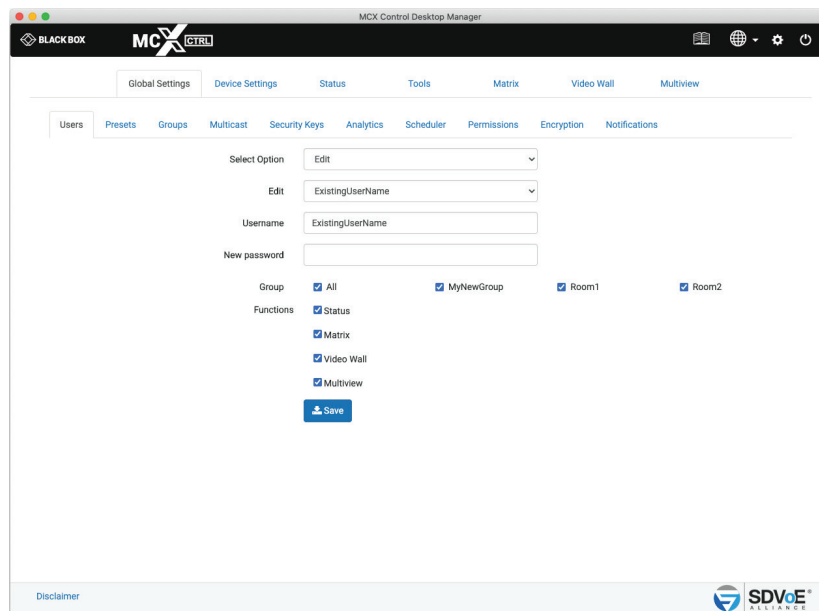 MCX Control Desktop Manager
BLACK BOX MCX CTRL
Global Settings Device Settings Status Tools Matrix Video Wall Multiview
Users Presets Groups Multicast Security Keys Analytics Scheduler Permissions Encryption Notifications
Select Option Edit
Edit ExistingUserName
Username ExistingUserName
New password
Group All MyNewGroup Room1 Room2
Functions Status
Matrix
Video Wall
Multiview
Save
Disclaimer
SDVoE®
ALLIANCE